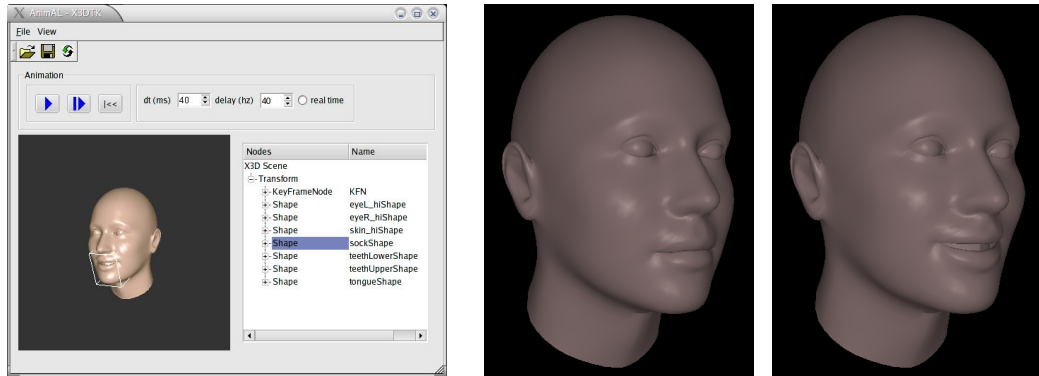 AnimAL - X3DTK
File View
Animation
|<< dt (ms) 40 delay (hz) 40 real time
Nodes Name
X3D Scene
Transform
KeyFrameNode KFN
Shape eyeL_hiShape
Shape eyeR_hiShape
Shape skin_hiShape
Shape sockShape
Shape teethLowerShape
Shape teethUpperShape
Shape tongueShape